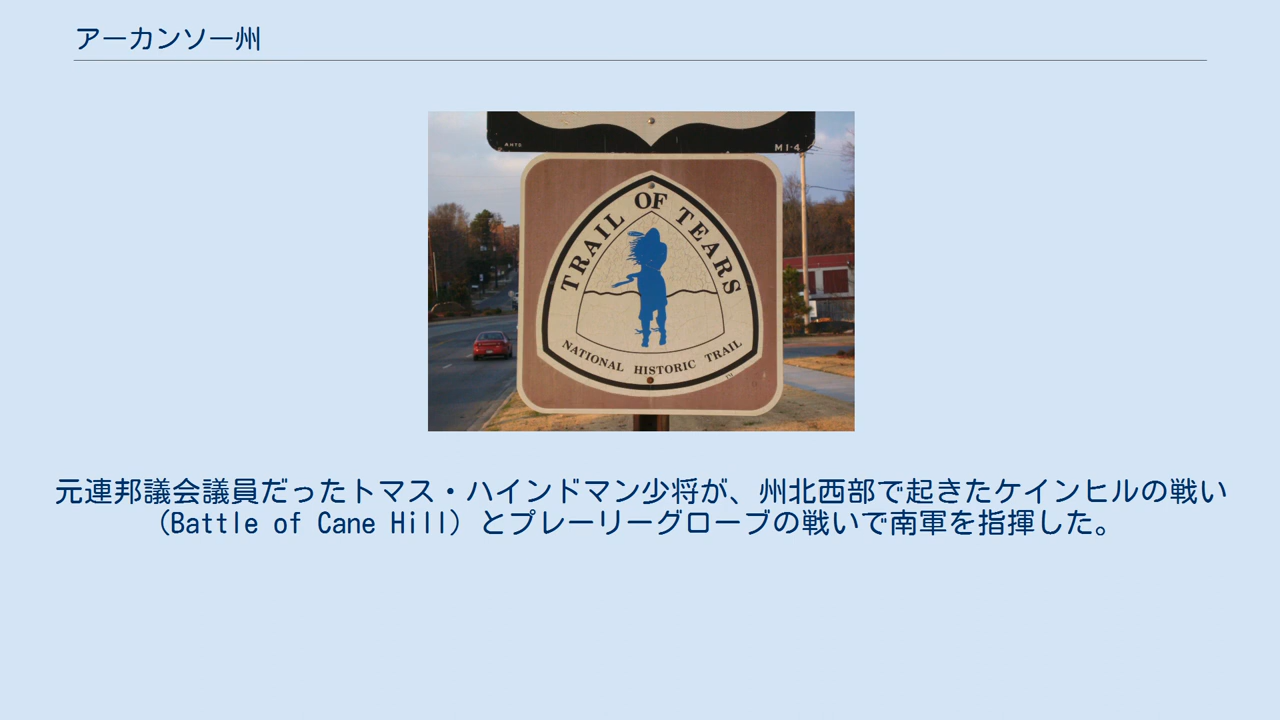 アーカンソー州
AHTD
M1-4
TRAIL OF TEARS
NATIONAL HISTORIC TRAIL
元連邦議会議員だったトマス・ハインドマン少将が、州北西部で起きたケインヒルの戦い
（Battle of Cane Hill）とプレーリーグローブの戦いで南軍を指揮した。